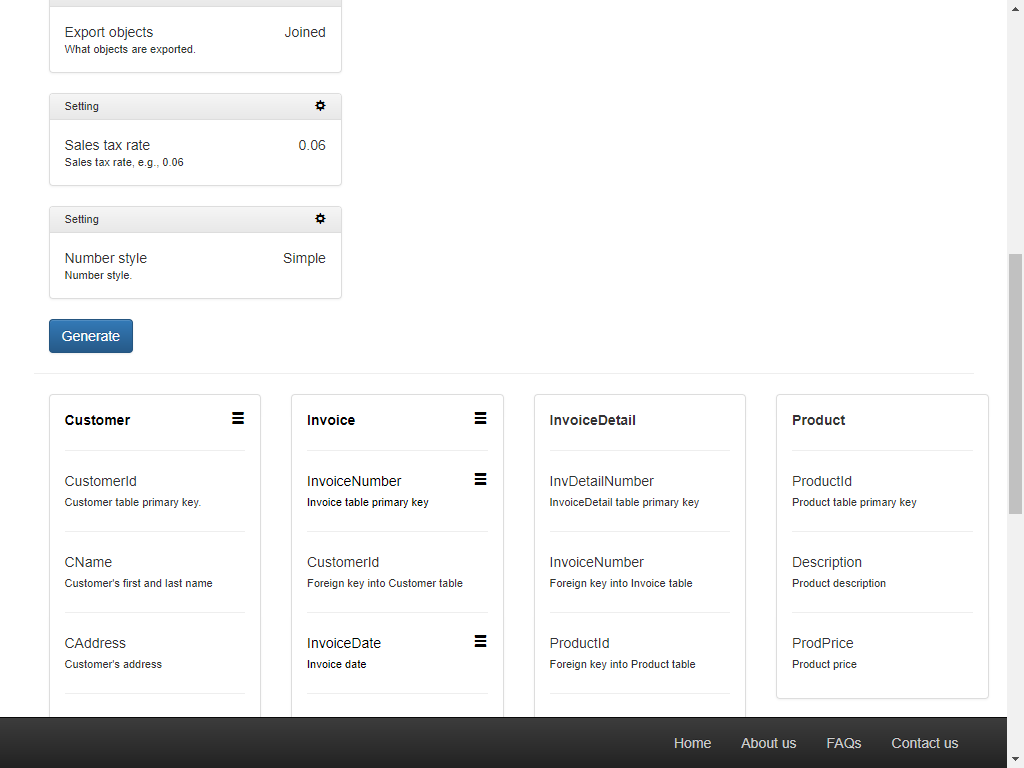 Export objects
Joined
What objects are exported.
Setting
Sales tax rate
0.06
Sales tax rate, e.g., 0.06
Setting
Number style
Simple
Number style.
Generate
Customer
CustomerId
Customer table primary key.
CName
Customer's first and last name
CAddress
Customer's address
Invoice
InvoiceNumber
Invoice table primary key
CustomerId
Foreign key into Customer table
InvoiceDate
Invoice date
InvoiceDetail
InvDetailNumber
InvoiceDetail table primary key
InvoiceNumber
Foreign key into Invoice table
ProductId
Foreign key into Product table
Product
ProductId
Product table primary key
Description
Product description
ProdPrice
Product price
Home
About us
FAQs
Contact us